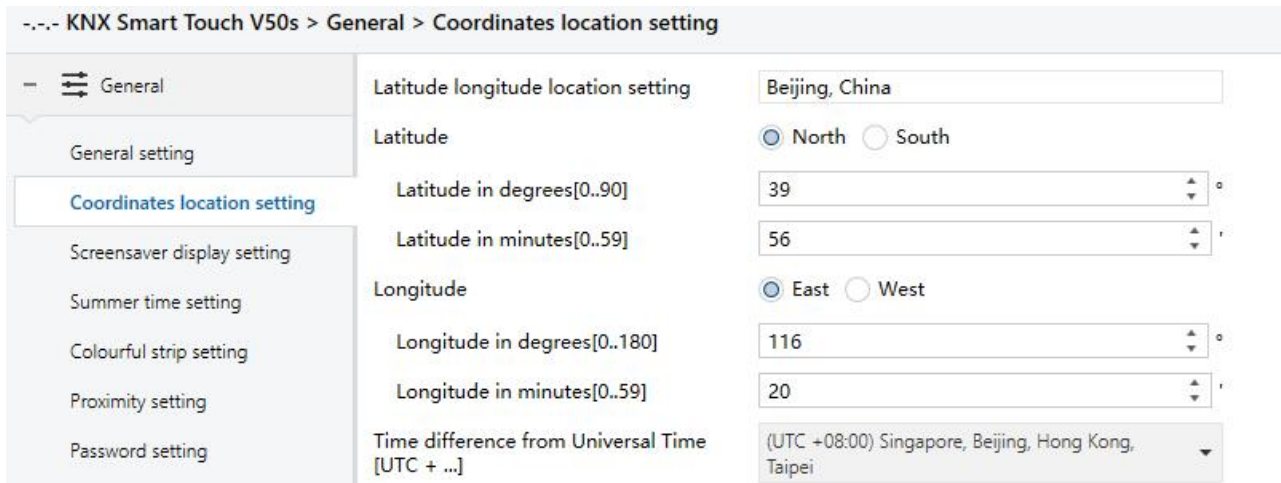 -.-.- KNX Smart Touch V50s > General > Coordinates location setting
General
General setting
Coordinates location setting
Screensaver display setting
Summer time setting
Colourful strip setting
Proximity setting
Password setting
Latitude longitude location setting Beijing, China
Latitude North South
Latitude in degrees[0..90] 39 °
Latitude in minutes[0..59] 56 '
Longitude East West
Longitude in degrees[0..180] 116 °
Longitude in minutes[0..59] 20 '
Time difference from Universal Time
[UTC + ...]
(UTC +08:00) Singapore, Beijing, Hong Kong,
Taipei